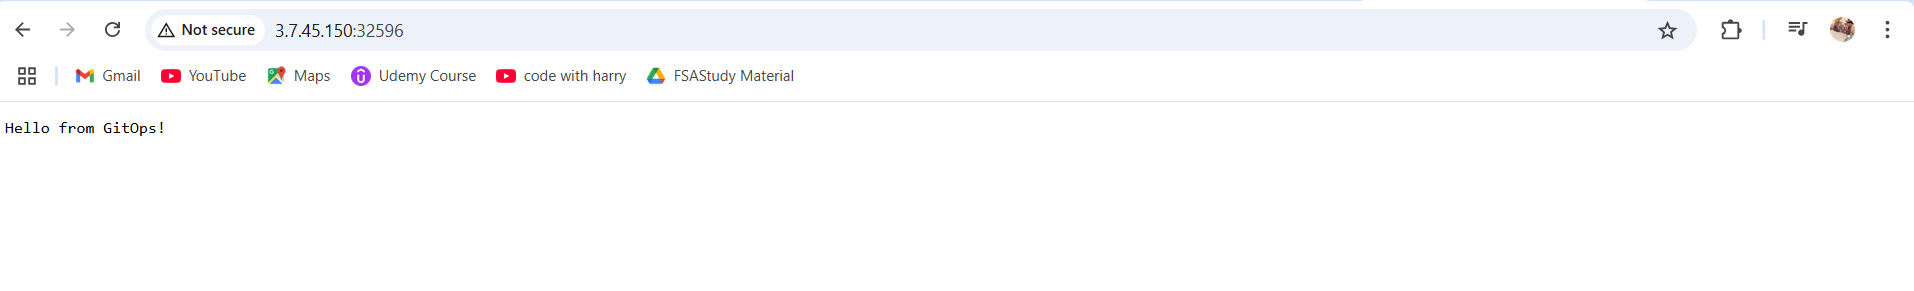 Not secure 3.7.45.150:32596
Gmail YouTube Maps Udemy Course code with harry FSAStudy Material
Hello from GitOps!